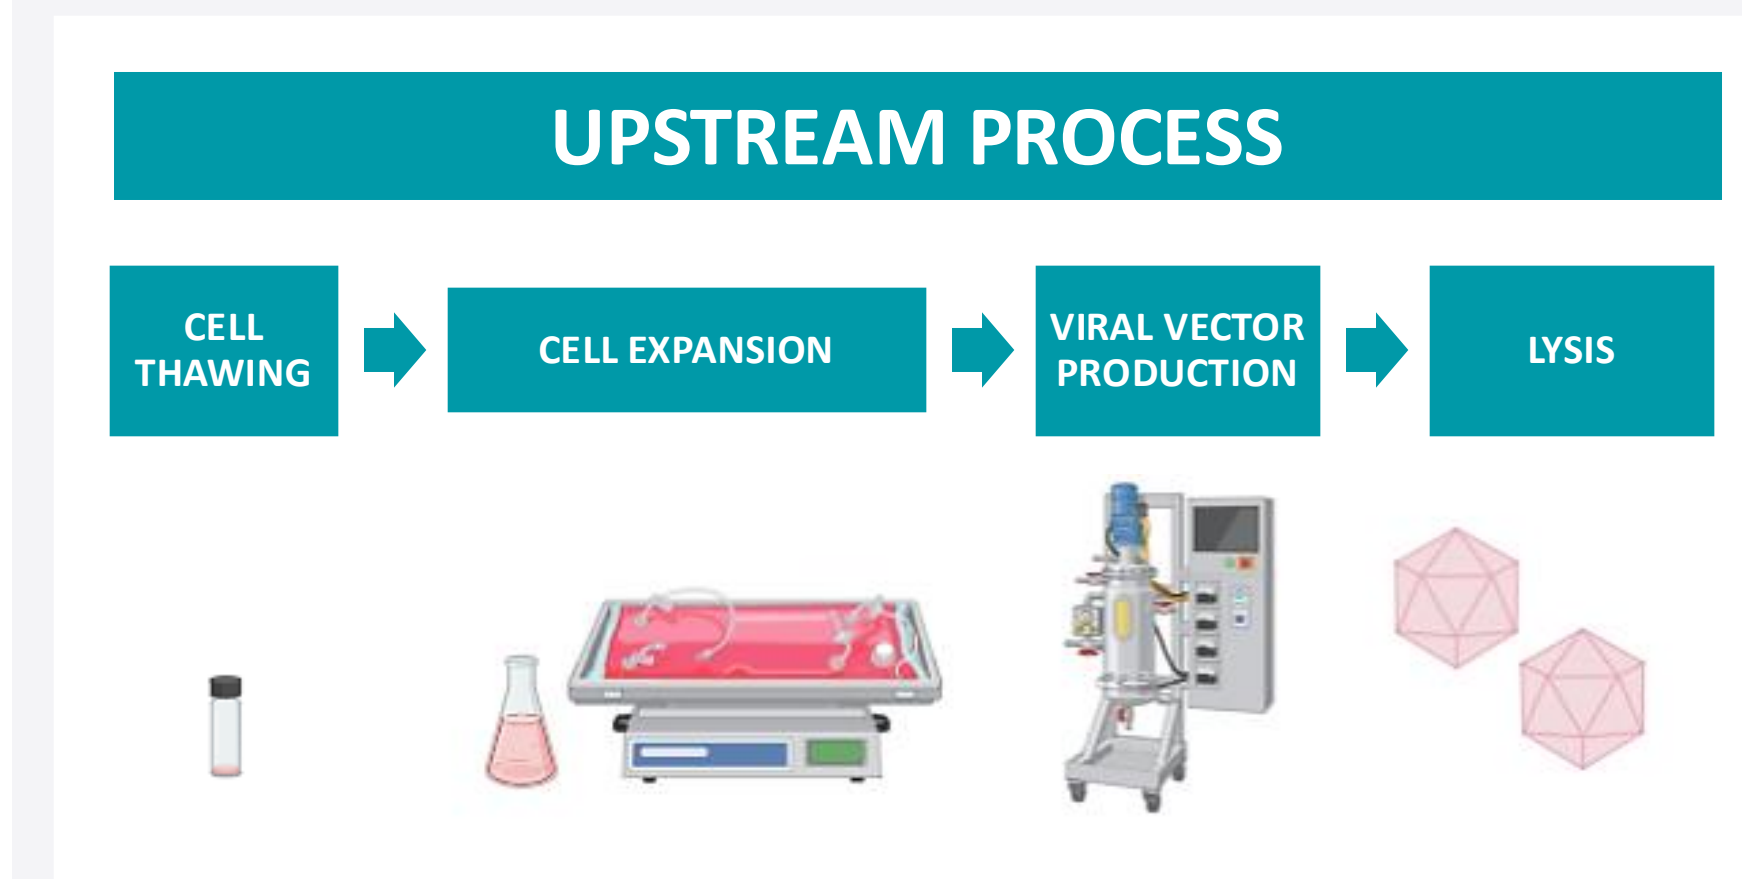 UPSTREAM PROCESS
CELL
THAWING
CELL EXPANSION
VIRAL VECTOR
PRODUCTION
LYSIS